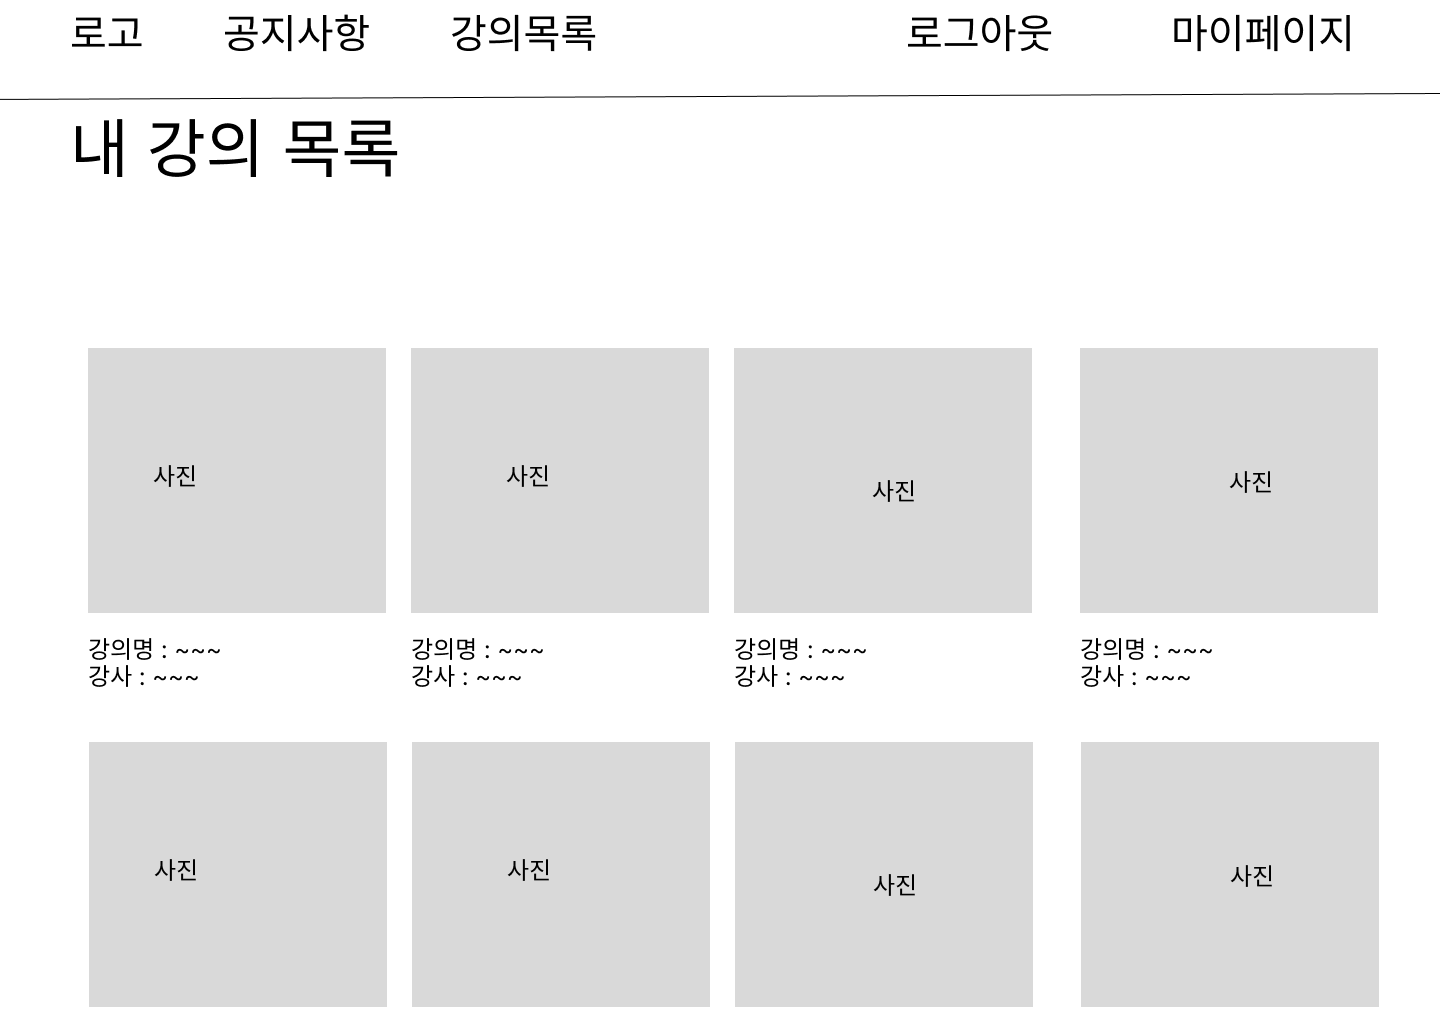 로고 공지사항 강의목록 로그아웃 마이페이지
내 강의 목록
사진 사진 사진 사진
강의명 : ~~~ 강의명 : ~~~ 강의명 : ~~~ 강의명 : ~~~
강사 : ~~~ 강사 : ~~~ 강사 : ~~~ 강사 : ~~~
사진 사진 사진 사진